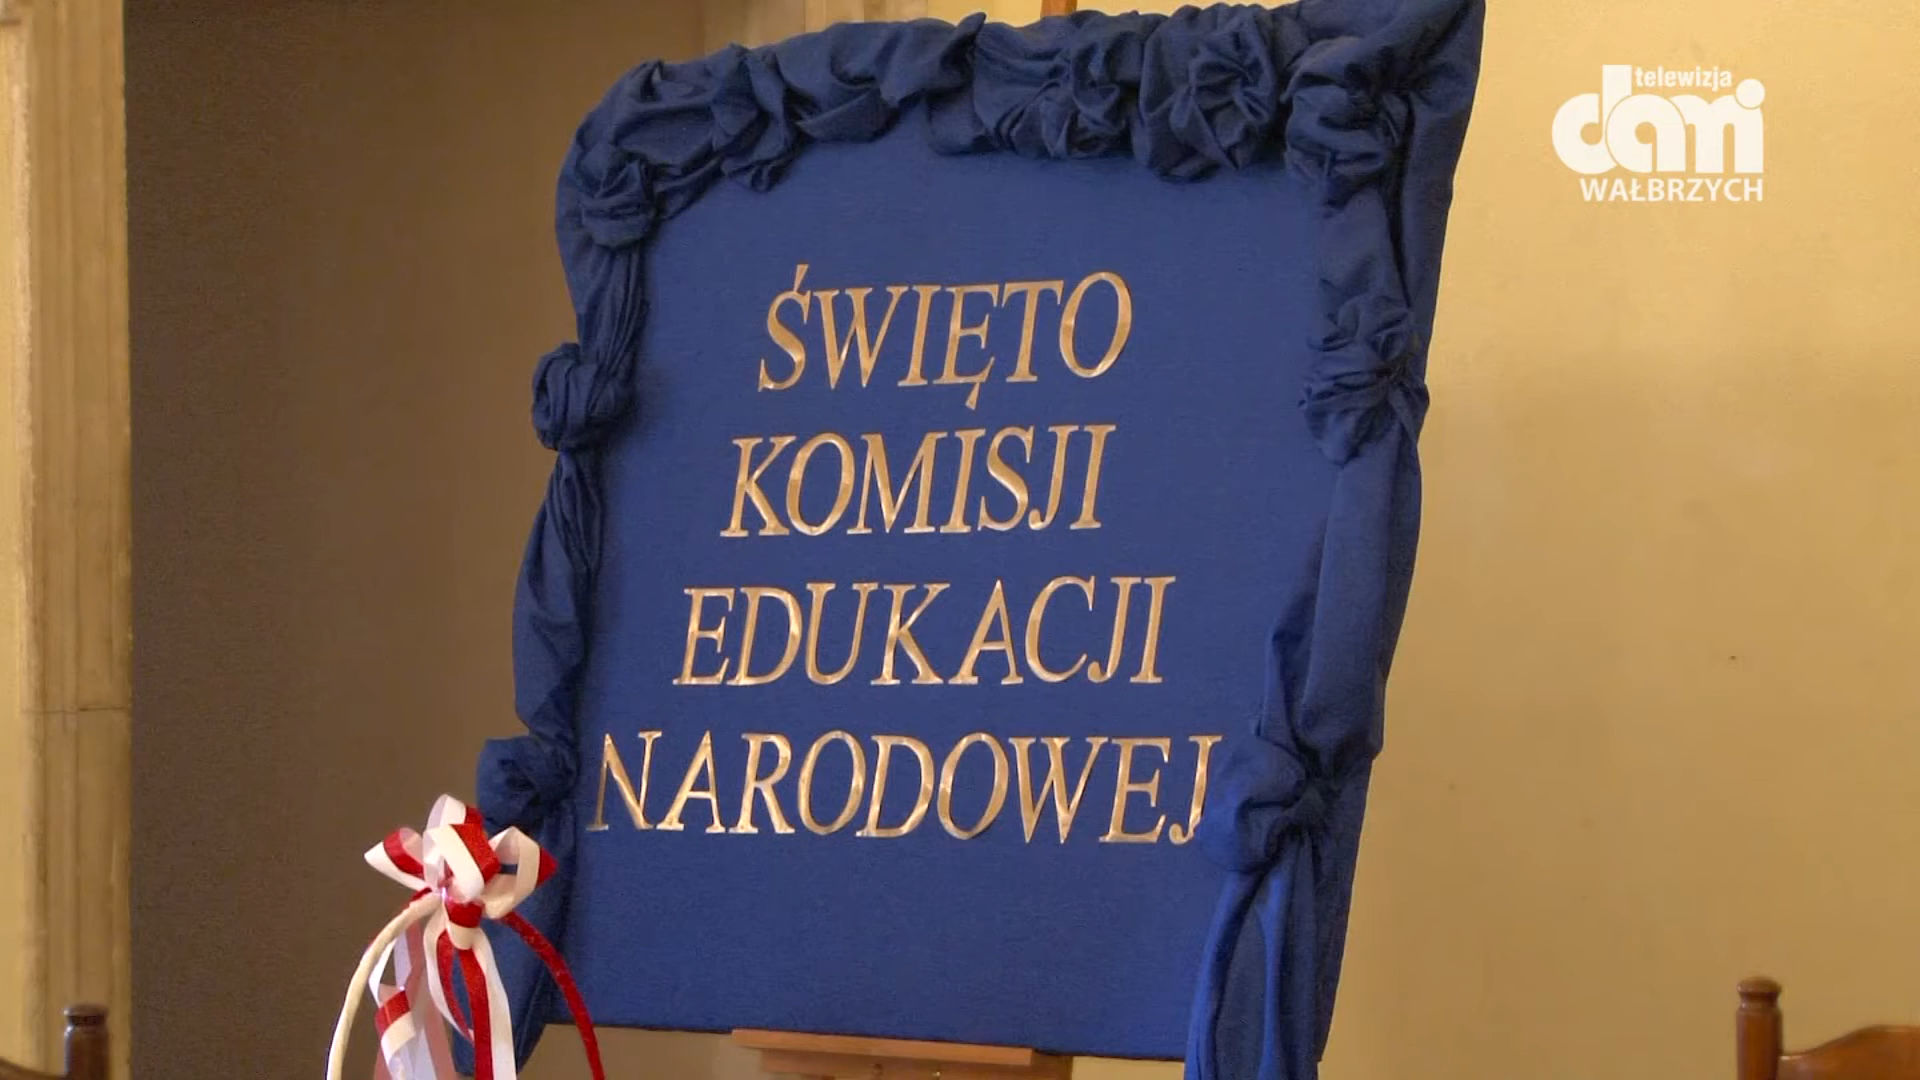 telewizja
dami
WAŁBRZYCH
ŚWIĘTO
KOMISJI
EDUKACJI
NARODOWEJ